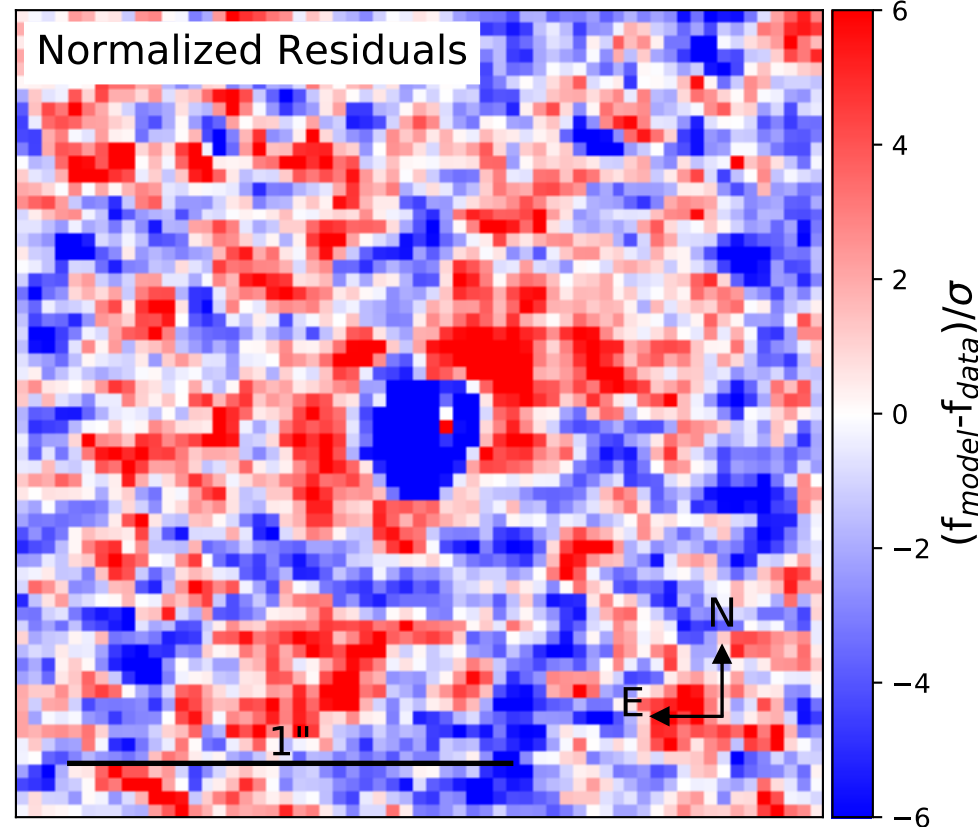 Normalized Residuals
6
4
2
0
−2
−4
−6
(f_model-f_data)/σ
N
E
1"